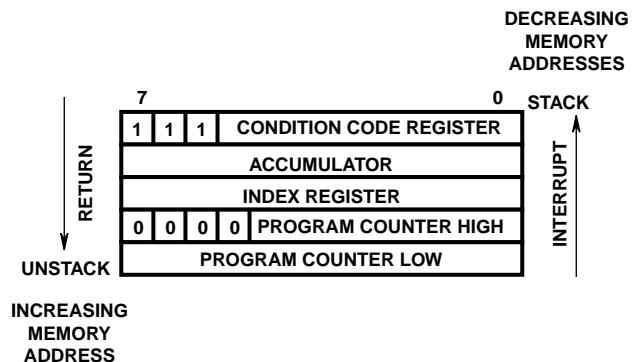 DECREASING
MEMORY
ADDRESSES
7 0 STACK
1 1 1 CONDITION CODE REGISTER
ACCUMULATOR
INDEX REGISTER
0 0 0 0 PROGRAM COUNTER HIGH
PROGRAM COUNTER LOW
RETURN
INTERRUPT
UNSTACK
INCREASING
MEMORY
ADDRESS